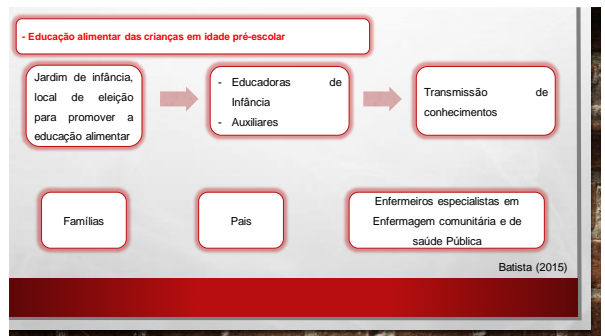 - Educação alimentar das crianças em idade pré-escolar
Jardim de infância,
local de eleição
para promover a
educação alimentar
- Educadoras de
Infância
- Auxiliares
Transmissão de
conhecimentos
Famílias
Pais
Enfermeiros especialistas em
Enfermagem comunitária e de
saúde Pública
Batista (2015)